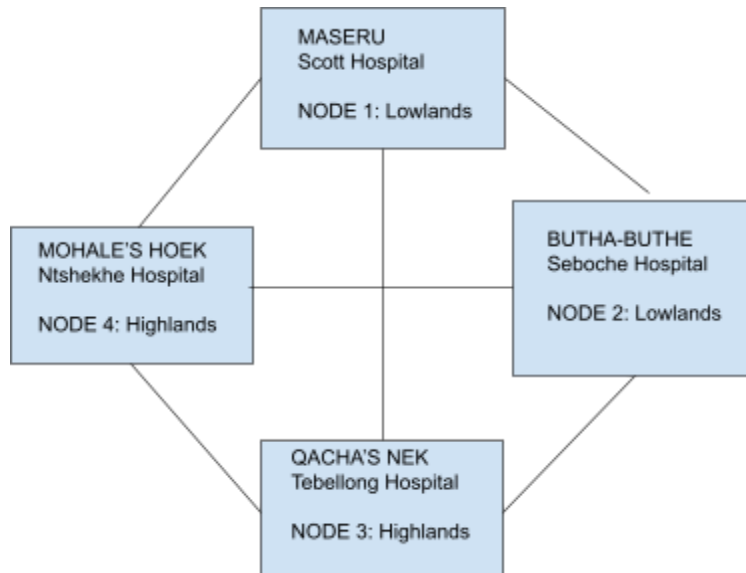 MASERU
Scott Hospital
NODE 1: Lowlands
MOHALE'S HOEK
Ntshekhe Hospital
NODE 4: Highlands
BUTHA-BUTHE
Seboche Hospital
NODE 2: Lowlands
QACHA'S NEK
Tebellong Hospital
NODE 3: Highlands